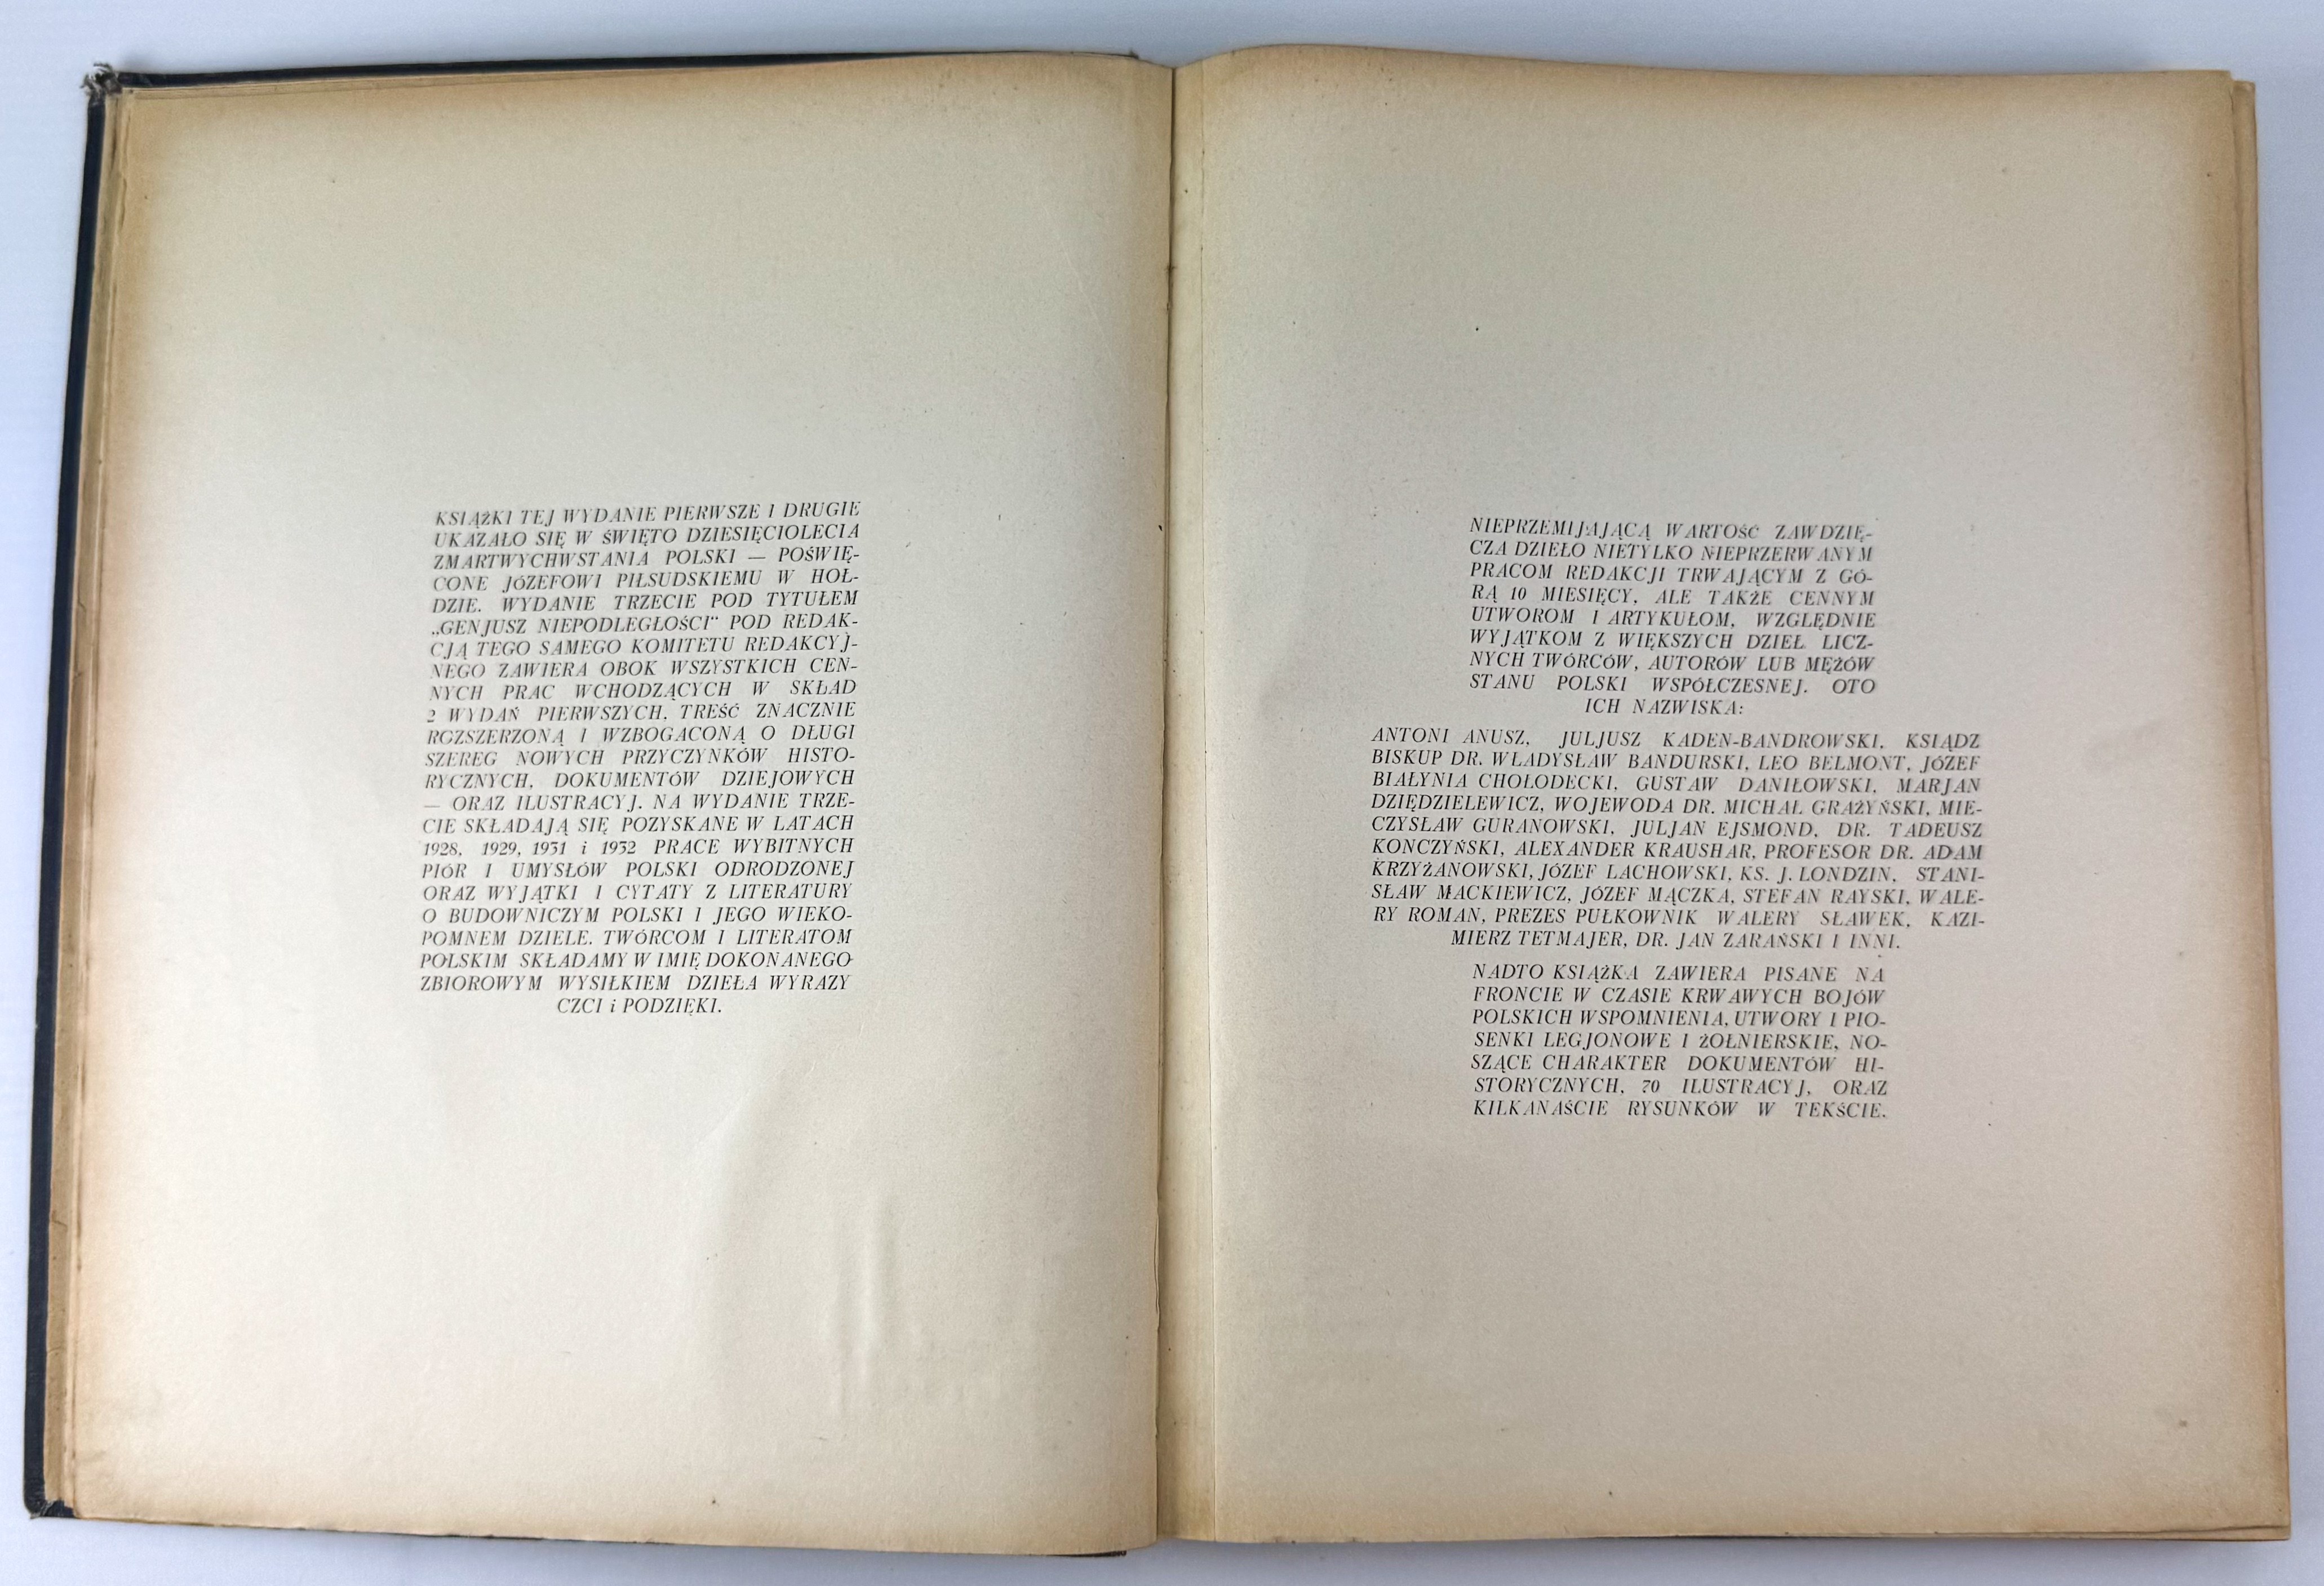 KSIĄŻKI TEJ WYDANIE PIERWSZE I DRUGIE
UKAZAŁO SIĘ W ŚWIĘTO DZIESIĘCIOLECIA
ZMARTWYCHWSTANIA POLSKI — POŚWIĘ-
CONE JÓZEFOWI PIŁSUDSKIEMU W HOŁ-
DZIE. WYDANIE TRZECIE POD TYTUŁEM
„GENJUSZ NIEPODLEGŁOŚCI“ POD REDAK-
CJĄ TEGO SAMEGO KOMITETU REDAKCYJ-
NEGO ZAWIERA OBOK WSZYSTKICH CEN-
NYCH PRAC WCHODZĄCYCH W SKŁAD
2 WYDAŃ PIERWSZYCH, TREŚĆ ZNACZNIE
ROZSZERZONĄ I WZBOGACONĄ O DŁUGI
SZEREG NOWYCH PRZYCZYNKÓW HISTO-
RYCZNYCH, DOKUMENTÓW DZIEJOWYCH
— ORAZ ILUSTRACYJ. NA WYDANIE TRZE-
CIE SKŁADAJĄ SIĘ POZYSKANE W LATACH
1928, 1929, 1931 i 1932 PRACE WYBITNYCH
PIÓR I UMYSŁÓW POLSKI ODRODZONEJ
ORAZ WYJĄTKI I CYTATY Z LITERATURY
O BUDOWNICZYM POLSKI I JEGO WIEKO-
POMNEM DZIELE. TWÓRCOM I LITERATOM
POLSKIM SKŁADAMY W IMIĘ DOKONANEGO
ZBIOROWYM WYSIŁKIEM DZIEŁA WYRAZY
CZCI i PODZIĘKI.
NIEPRZEMIJAJĄCĄ WARTOŚĆ ZAWDZIĘ-
CZA DZIEŁO NIETYLKO NIEPRZERWANYM
PRACOM REDAKCJI TRWAJĄCYM Z GÓ-
RĄ 10 MIESIĘCY, ALE TAKŻE CENNYM
UTWOROM I ARTYKUŁOM, WZGLĘDNIE
WYJĄTKOM Z WIĘKSZYCH DZIEŁ LICZ-
NYCH TWÓRCÓW, AUTORÓW LUB MĘŻÓW
STANU POLSKI WSPÓŁCZESNEJ. OTO
ICH NAZWISKA:
ANTONI ANUSZ, JULJUSZ KADEN-BANDROWSKI, KSIĄDZ
BISKUP DR. WŁADYSŁAW BANDURSKI, LEO BELMONT, JÓZEF
BIAŁYNIA CHOŁODECKI, GUSTAW DANIŁOWSKI, MARJAN
DZIĘDZIELEWICZ, WOJEWODA DR. MICHAŁ GRAŻYŃSKI, MIE-
CZYSŁAW GURANOWSKI, JULJAN EJSMOND, DR. TADEUSZ
KONCZYŃSKI, ALEXANDER KRAUSHAR, PROFESOR DR. ADAM
KRZYŻANOWSKI, JÓZEF LACHOWSKI, KS. J. LONDZIN, STANI-
SŁAW MACKIEWICZ, JÓZEF MĄCZKA, STEFAN RAYSKI, WALE-
RY ROMAN, PREZES PUŁKOWNIK WALERY SŁAWEK, KAZI-
MIERZ TETMAJER, DR. JAN ZARAŃSKI I INNI.
NADTO KSIĄŻKA ZAWIERA PISANE NA
FRONCIE W CZASIE KRWAWYCH BOJÓW
POLSKICH WSPOMNIENIA, UTWORY I PIO-
SENKI LEGJONOWE I ŻOŁNIERSKIE, NO-
SZĄCE CHARAKTER DOKUMENTÓW HI-
STORYCZNYCH, 70 ILUSTRACYJ, ORAZ
KILKANAŚCIE RYSUNKÓW W TEKŚCIE.